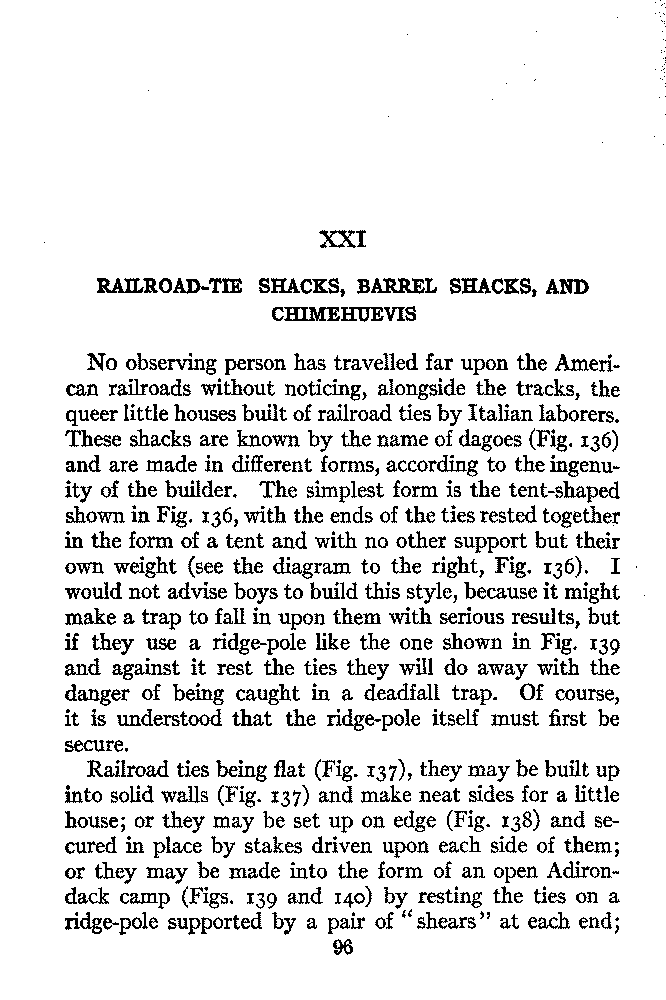 XXI
RAILROAD-TIE SHACKS, BARREL SHACKS, AND
CHIMEHUEVIS
No observing person has travelled far upon the Ameri-
can railroads without noticing, alongside the tracks, the
queer little houses built of railroad ties by Italian laborers.
These shacks are known by the name of dagoes (Fig. 136)
and are made in different forms, according to the ingenu-
ity of the builder. The simplest form is the tent-shaped
shown in Fig. 136, with the ends of the ties rested together
in the form of a tent and with no other support but their
own weight (see the diagram to the right, Fig. 136). I
would not advise boys to build this style, because it might
make a trap to fall in upon them with serious results, but
if they use a ridge-pole like the one shown in Fig. 139
and against it rest the ties they will do away with the
danger of being caught in a deadfall trap. Of course,
it is understood that the ridge-pole itself must first be
secure.
Railroad ties being flat (Fig. 137), they may be built up
into solid walls (Fig. 137) and make neat sides for a little
house; or they may be set up on edge (Fig. 138) and se-
cured in place by stakes driven upon each side of them;
or they may be made into the form of an open Adiron-
dack camp (Figs. 139 and 140) by resting the ties on a
ridge-pole supported by a pair of "shears" at each end;
96